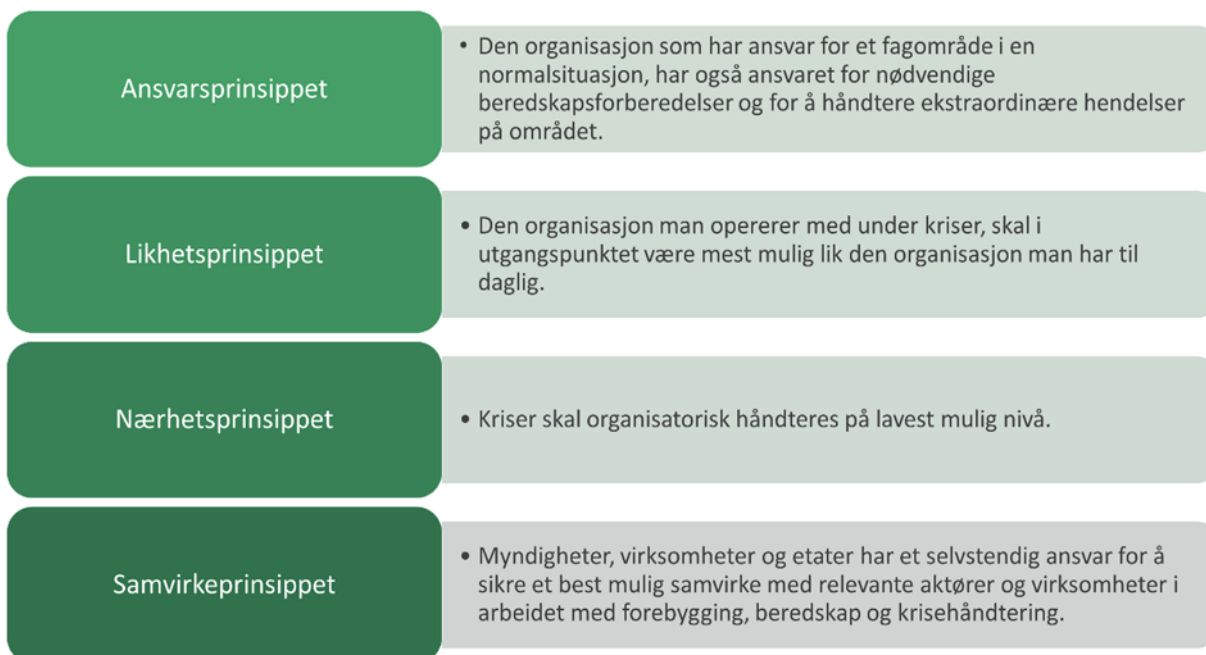 Ansvarsprinsippet
• Den organisasjon som har ansvar for et fagområde i en
normalsituasjon, har også ansvaret for nødvendige
beredskapsforberedelser og for å håndtere ekstraordinære hendelser
på området.
Likhetsprinsippet
• Den organisasjon man opererer med under kriser, skal i
utgangspunktet være mest mulig lik den organisasjon man har til
daglig.
Nærhetsprinsippet
• Kriser skal organisatorisk håndteres på lavest mulig nivå.
Samvirkeprinsippet
• Myndigheter, virksomheter og etater har et selvstendig ansvar for å
sikre et best mulig samvirke med relevante aktører og virksomheter i
arbeidet med forebygging, beredskap og krisehåndtering.